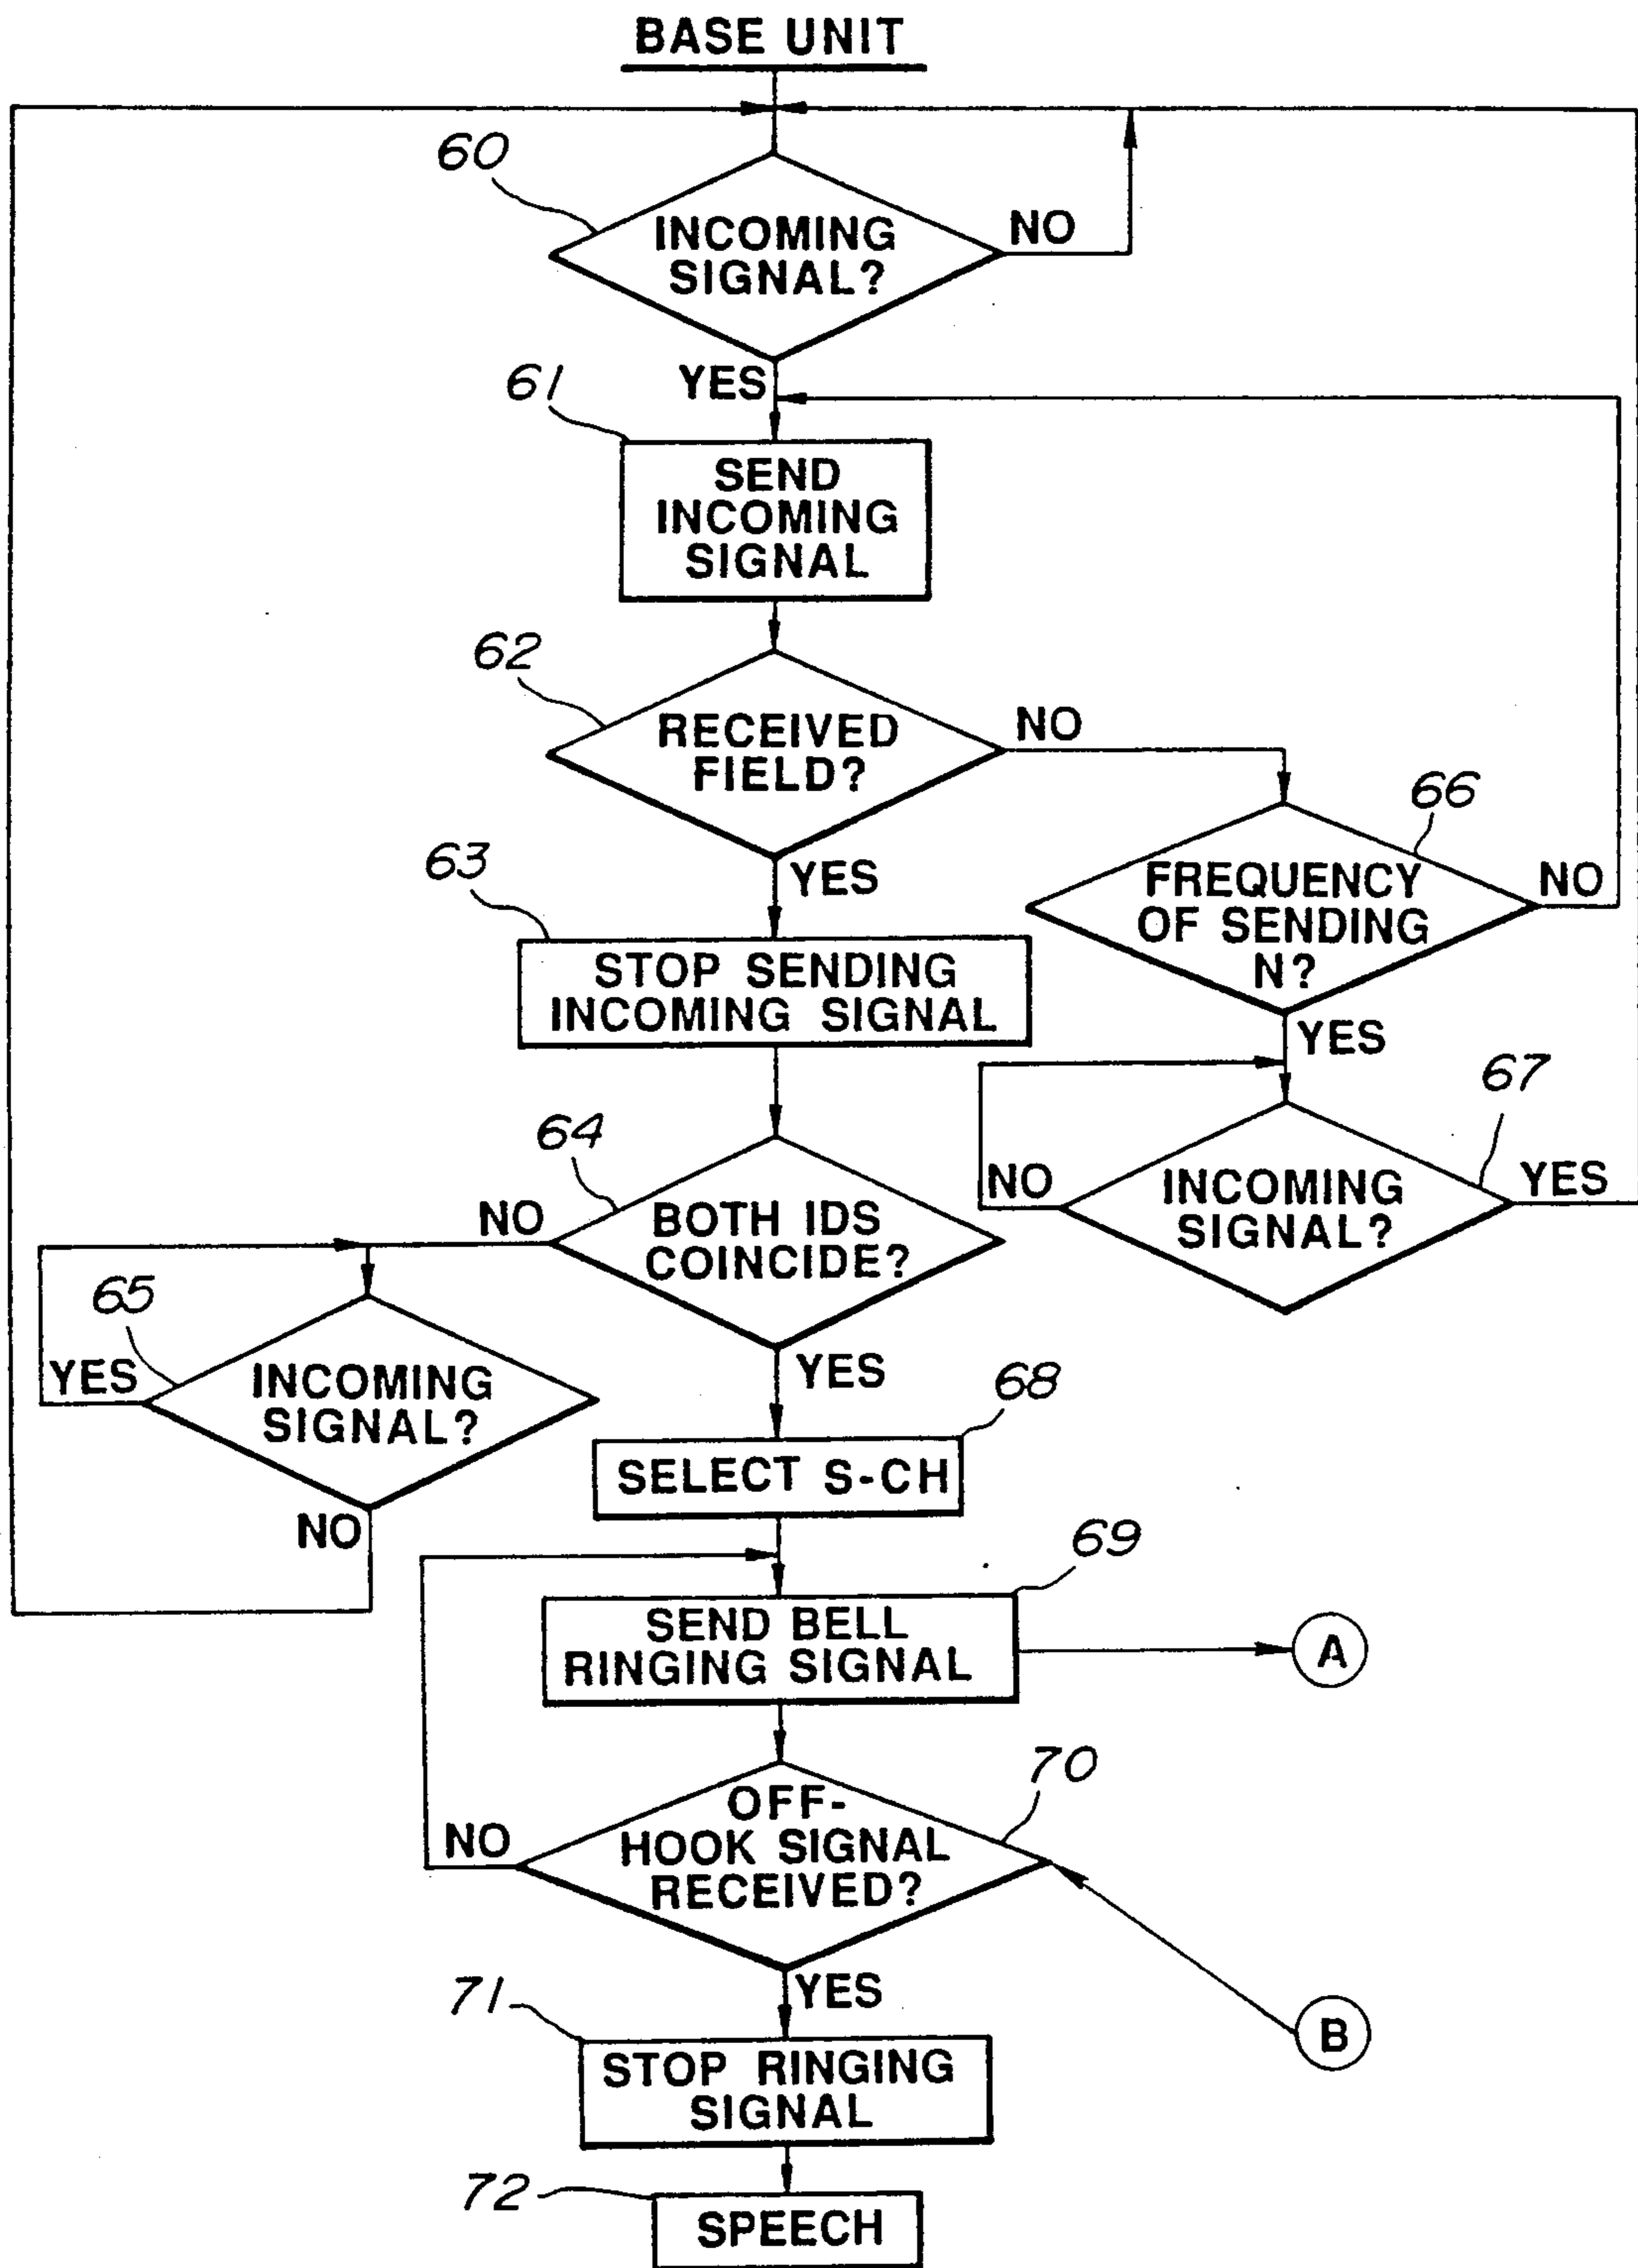 BASE UNIT
60
INCOMING
SIGNAL?
NO
YES
61
SEND
INCOMING
SIGNAL
62
RECEIVED
FIELD?
NO
YES
66
FREQUENCY
OF SENDING
N?
NO
YES
63
STOP SENDING
INCOMING SIGNAL
67
INCOMING
SIGNAL?
NO
YES
64
BOTH IDS
COINCIDE?
NO
YES
65
INCOMING
SIGNAL?
YES
NO
68
SELECT S-CH
69
SEND BELL
RINGING SIGNAL
A
70
OFF-
HOOK SIGNAL
RECEIVED?
NO
YES
B
71
STOP RINGING
SIGNAL
72
SPEECH